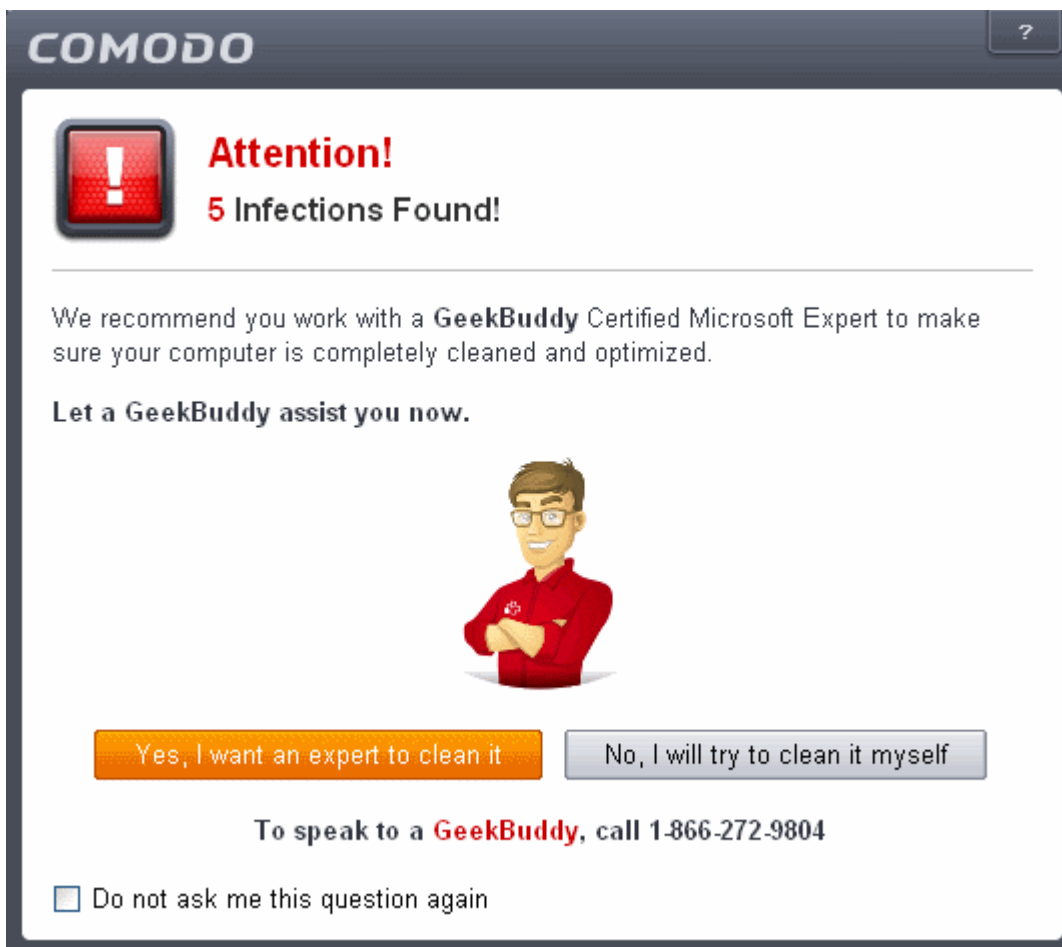 COMODO
?
!
Attention!
5 Infections Found!
We recommend you work with a GeekBuddy Certified Microsoft Expert to make
sure your computer is completely cleaned and optimized.
Let a GeekBuddy assist you now.
Yes, I want an expert to clean it
No, I will try to clean it myself
To speak to a GeekBuddy, call 1-866-272-9804
Do not ask me this question again